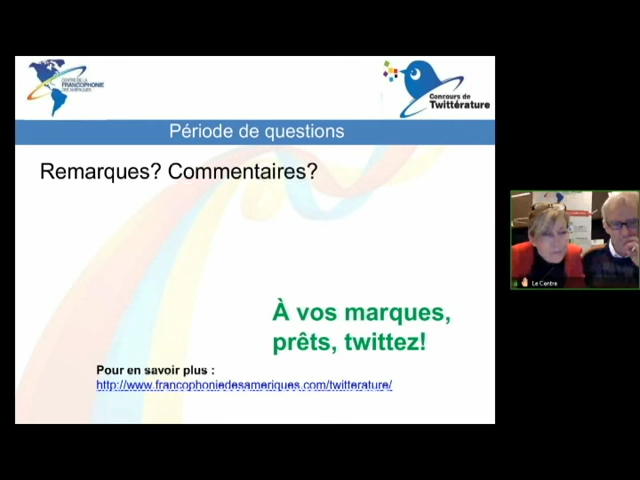 CENTRE DE LA
FRANCOPHONIE
DES AMÉRIQUES
Concours de
Twittérature
Période de questions
Remarques? Commentaires?
À vos marques,
prêts, twittez!
Pour en savoir plus :
http://www.francophoniedesameriques.com/twitterature/
Le Centre